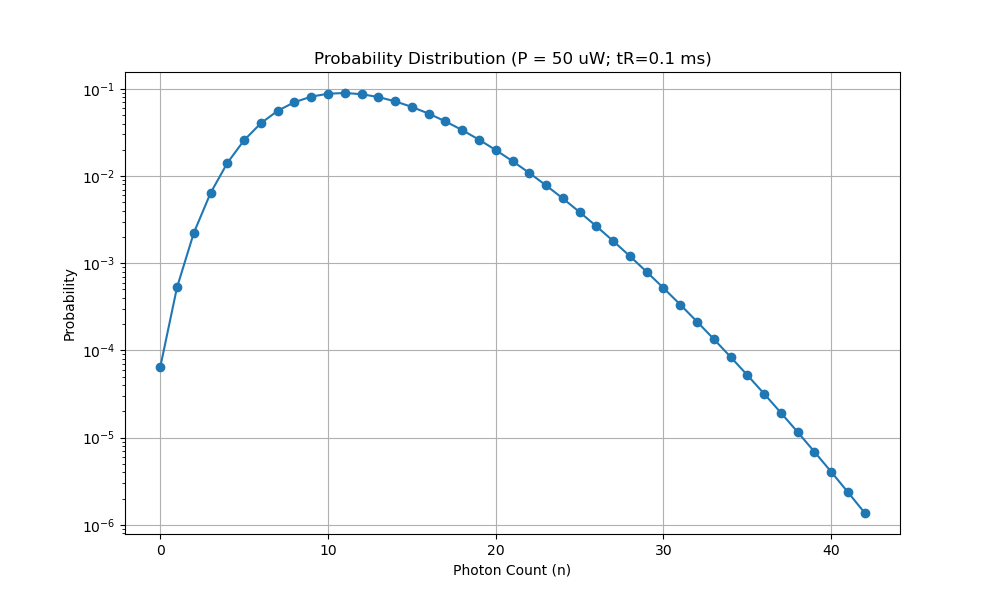 Probability Distribution (P = 50 uW; tR=0.1 ms)
Probability
10⁻¹
10⁻²
10⁻³
10⁻⁴
10⁻⁵
10⁻⁶
0 10 20 30 40
Photon Count (n)